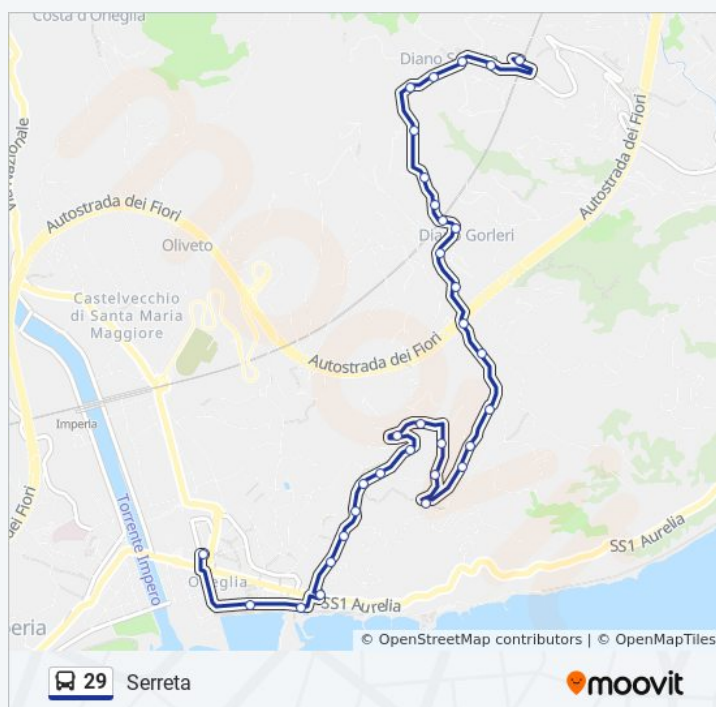 Costa d'Oneglia
Diano S
Via Nazionale
Autostrada dei Fiori
Autostrada dei Fiori
Oliveto
Diano Gorleri
Castelvecchio
di Santa Maria
Maggiore
Autostrada dei Fiori
Imperia
dei Fiori
Torrente Impero
SS1 Aurelia
Oneglia
SS1 Aurelia
peria
© OpenStreetMap contributors | © OpenMapTiles
29 Serreta
moovit